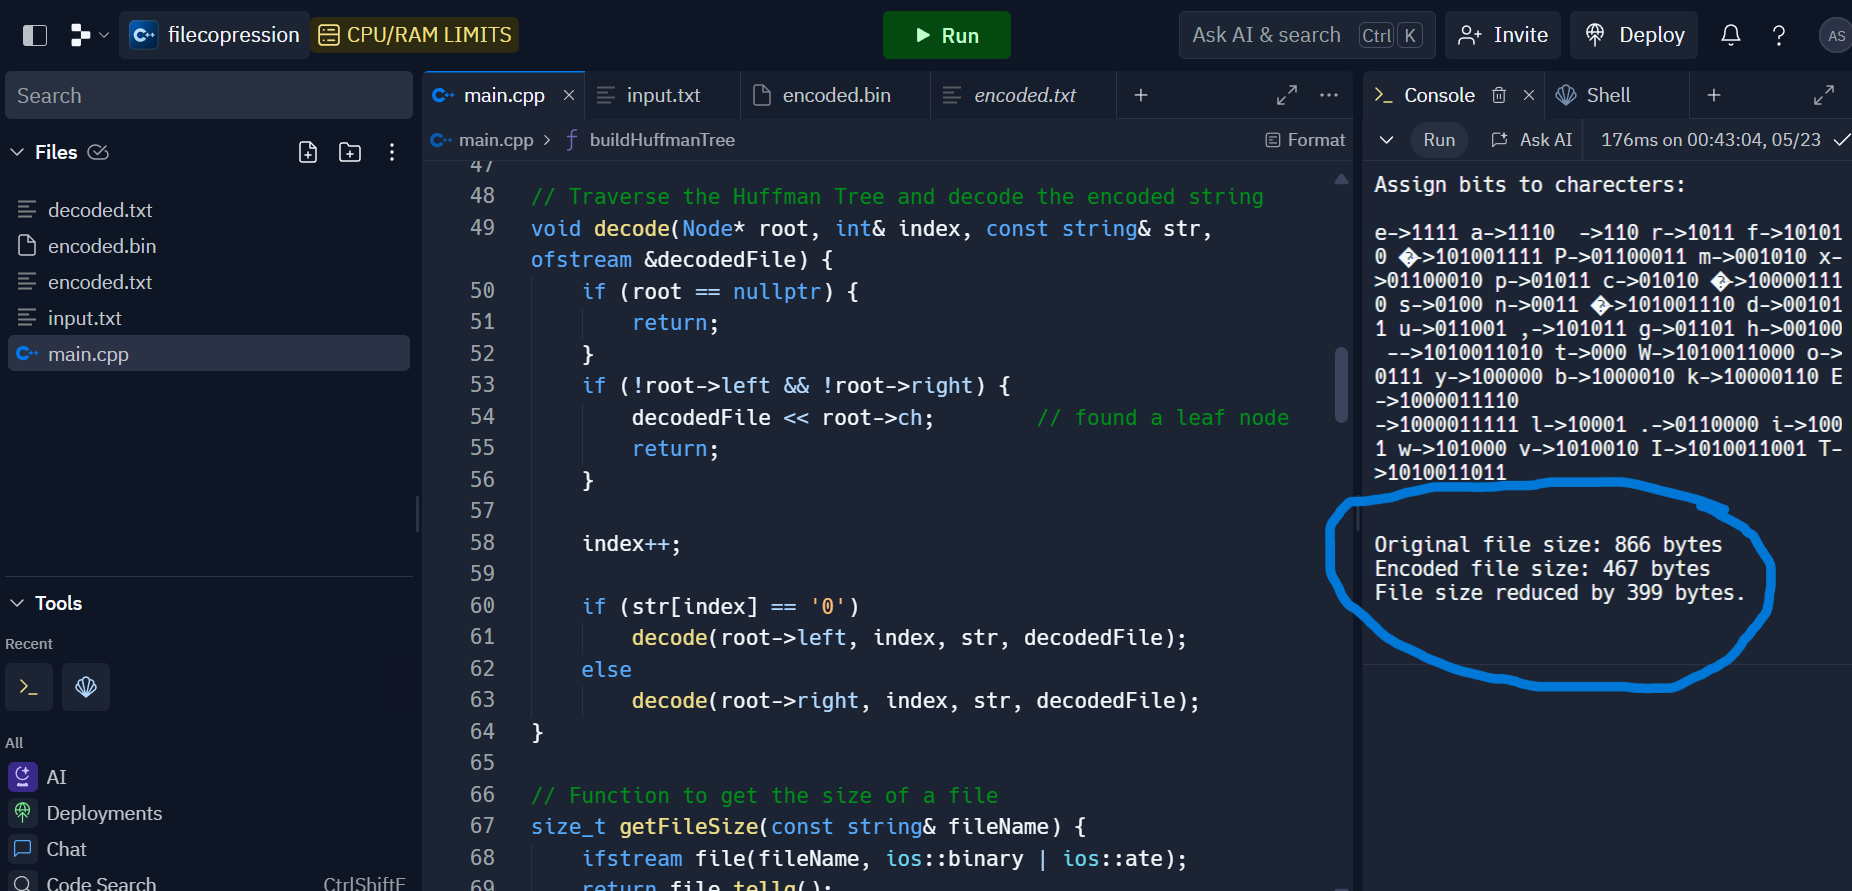 filecopression
CPU/RAM LIMITS
Run
Ask AI & search Ctrl K
Invite
Deploy
AS
Search
Files
decoded.txt
encoded.bin
encoded.txt
input.txt
main.cpp
Tools
Recent
All
AI
Deployments
Chat
Code Search CtrlShiftF
main.cpp
input.txt
encoded.bin
encoded.txt
main.cpp > buildHuffmanTree
Format
47
48 // Traverse the Huffman Tree and decode the encoded string
49 void decode(Node* root, int& index, const string& str,
ofstream &decodedFile) {
50 if (root == nullptr) {
51 return;
52 }
53 if (!root->left && !root->right) {
54 decodedFile << root->ch; // found a leaf node
55 return;
56 }
57
58 index++;
59
60 if (str[index] == '0')
61 decode(root->left, index, str, decodedFile);
62 else
63 decode(root->right, index, str, decodedFile);
64 }
65
66 // Function to get the size of a file
67 size_t getFileSize(const string& fileName) {
68 ifstream file(fileName, ios::binary | ios::ate);
69 return file.tellg();
Console
Shell
Run
Ask AI
176ms on 00:43:04, 05/23
Assign bits to charecters:
e->1111 a->1110  ->110 r->1011 f->10101
0 �->101001111 P->01100011 m->001010 x-
>01100010 p->01011 c->01010 �->10000111
0 s->0100 n->0011 �->101001110 d->00101
1 u->011001 ,->101011 g->01101 h->00100
-->1010011010 t->000 W->1010011000 o->
0111 y->100000 b->1000010 k->10000110 E
->1000011110
->1000011111 l->10001 .->0110000 i->100
1 w->101000 v->1010010 I->1010011001 T-
>1010011011
Original file size: 866 bytes
Encoded file size: 467 bytes
File size reduced by 399 bytes.